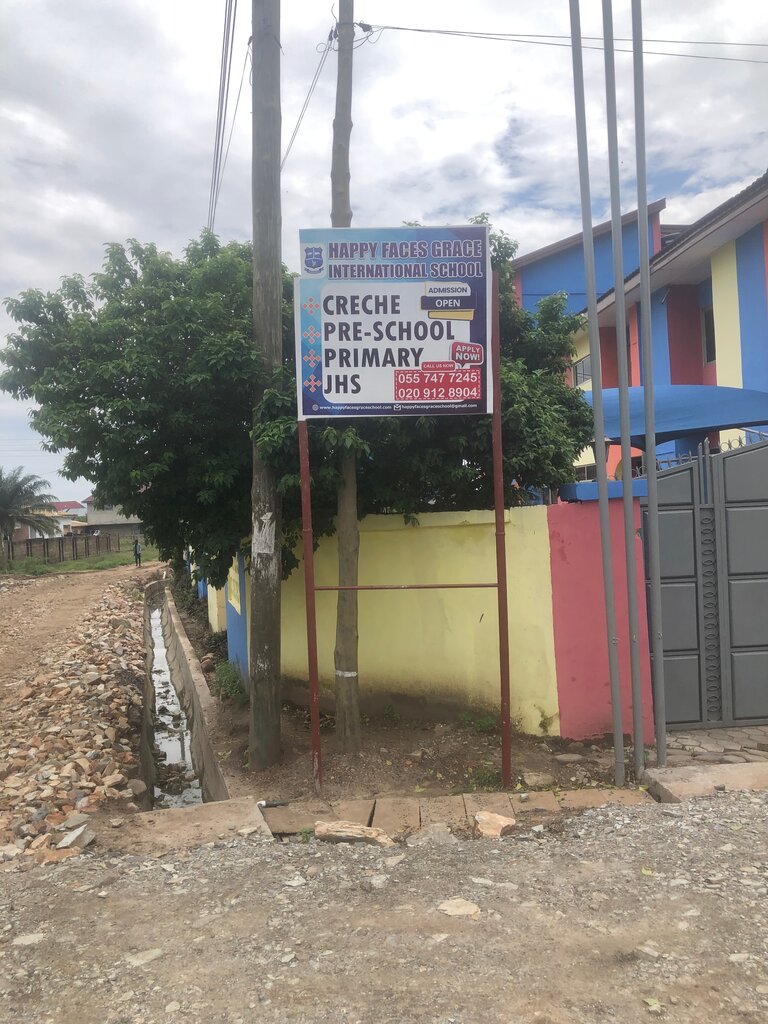 HAPPY FACES GRACE
INTERNATIONAL SCHOOL
ADMISSION
OPEN
CRECHE
PRE-SCHOOL
PRIMARY
JHS
APPLY
NOW!
CALL US NOW
055 747 7245
020 912 8904
www.happyfacesgraceschool.com
happyfacesgraceschool@gmail.com